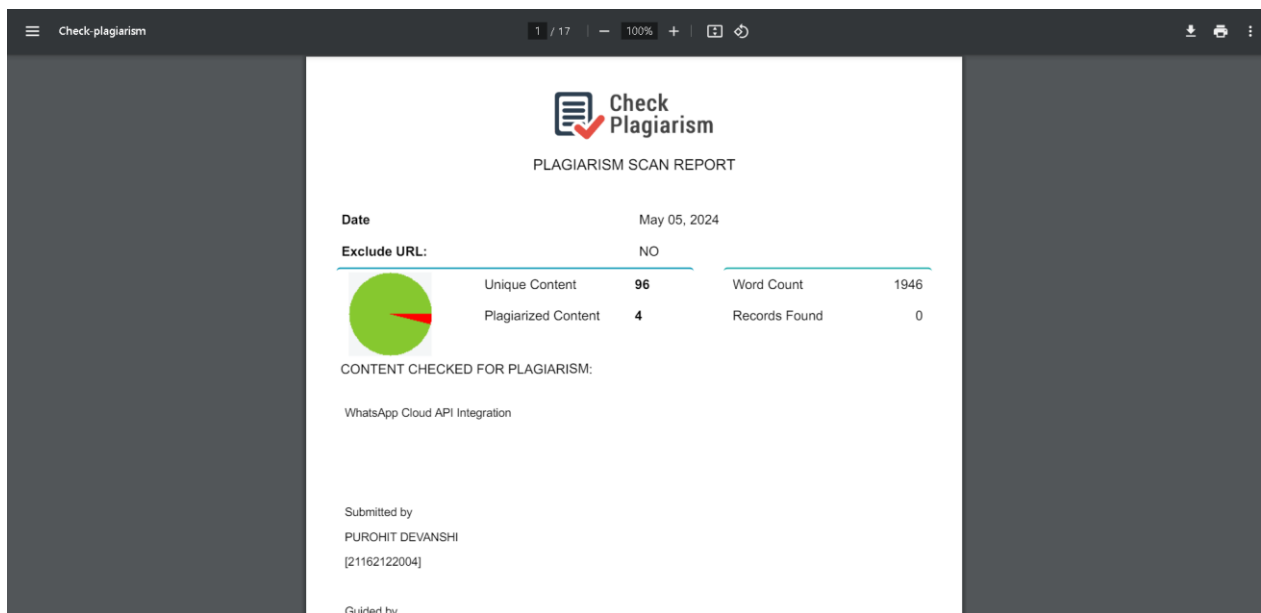 Check-plagiarism
1 / 17
100%
Check
Plagiarism
PLAGIARISM SCAN REPORT
Date May 05, 2024
Exclude URL: NO
Unique Content 96 Word Count 1946
Plagiarized Content 4 Records Found 0
CONTENT CHECKED FOR PLAGIARISM:
WhatsApp Cloud API Integration
Submitted by
PUROHIT DEVANSHI
[21162122004]
Guided by